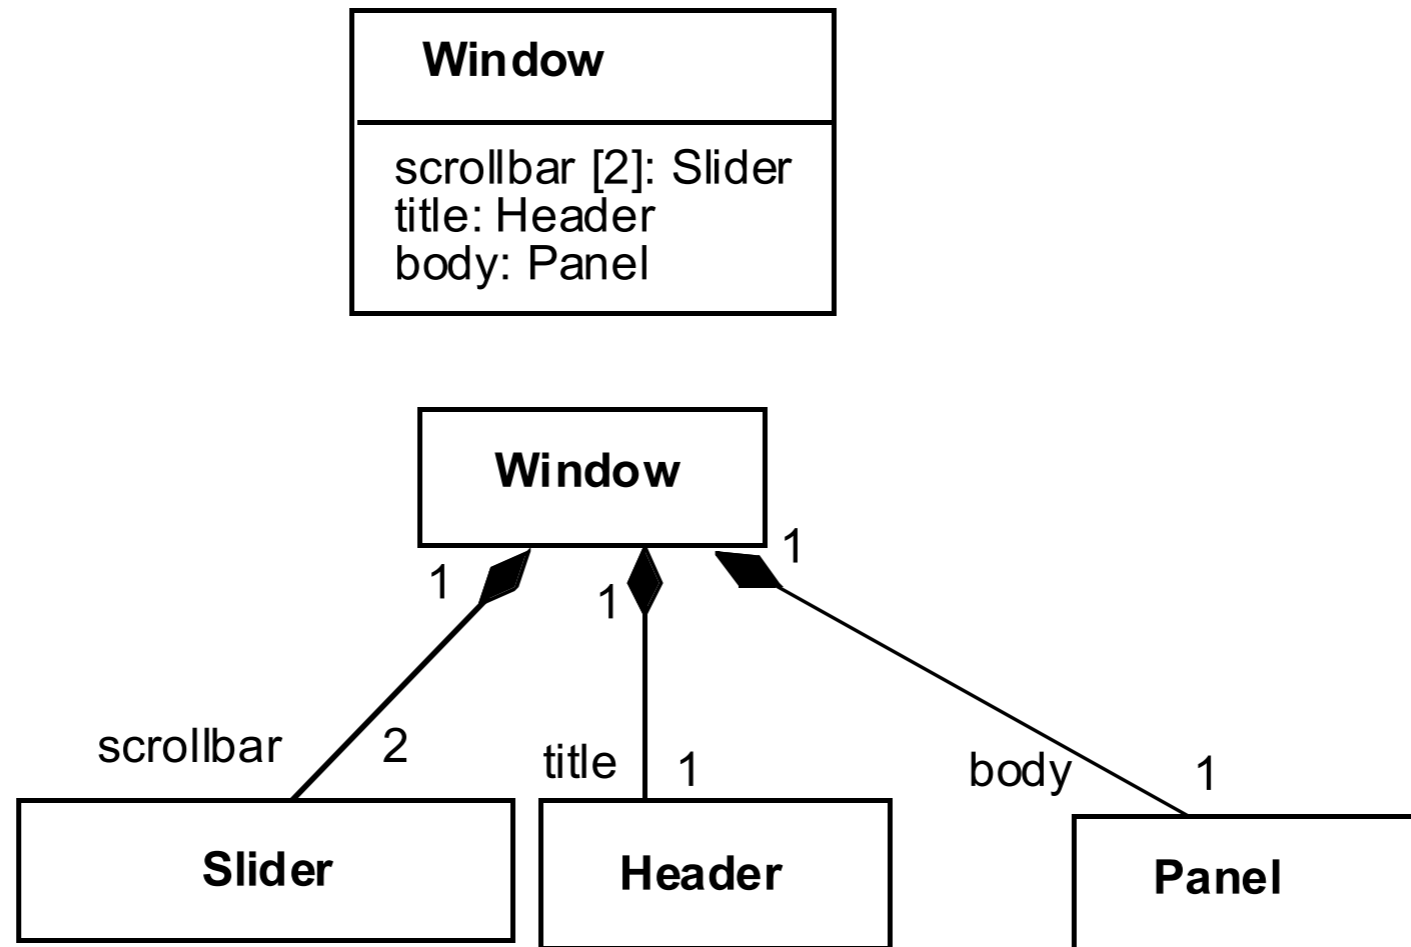 Window
scrollbar [2]: Slider
title: Header
body: Panel
Window
1
1
1
scrollbar
2
title
1
body
1
Slider
Header
Panel